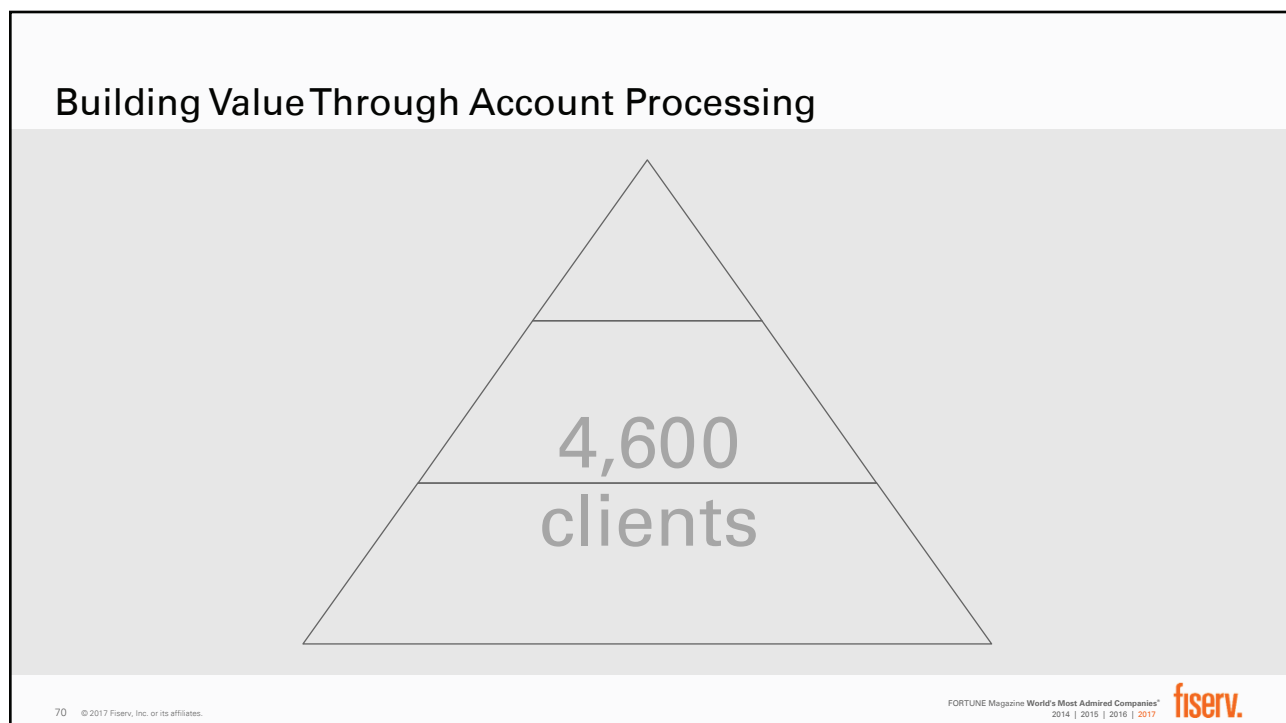 Building Value Through Account Processing
4,600
clients
70 © 2017 Fiserv, Inc. or its affiliates.
FORTUNE Magazine World's Most Admired Companies®
2014 | 2015 | 2016 | 2017
fiserv.